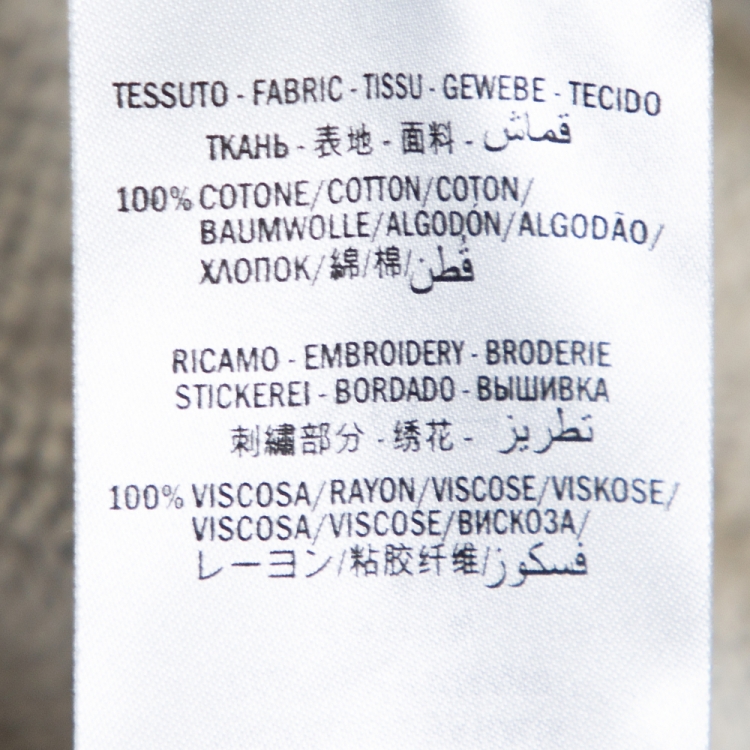 TESSUTO - FABRIC - TISSU - GEWEBE - TECIDO
ТКАНЬ - 表地 - 面料 - قماش
100% COTONE/COTTON/COTON/
BAUMWOLLE/ALGODÓN/ALGODÃO/
ХЛОПОК/綿/棉/قطن
RICAMO - EMBROIDERY - BRODERIE
STICKEREI - BORDADO - ВЫШИВКА
刺繍部分 - 绣花 - تطريز
100% VISCOSA/RAYON/VISCOSE/VISKOSE/
VISCOSA/VISCOSE/ВИСКОЗА/
レーヨン/粘胶纤维/فسكوز